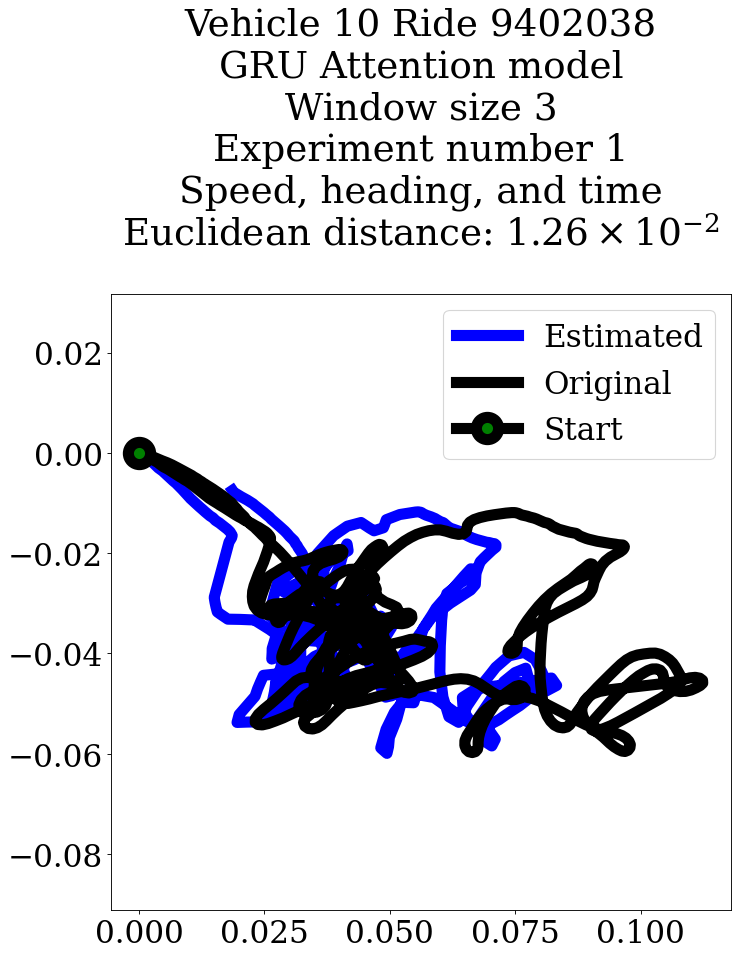 Vehicle 10 Ride 9402038
GRU Attention model
Window size 3
Experiment number 1
Speed, heading, and time
Euclidean distance: 1.26 × 10⁻²
Estimated
Original
Start
0.02
0.00
−0.02
−0.04
−0.06
−0.08
0.000 0.025 0.050 0.075 0.100